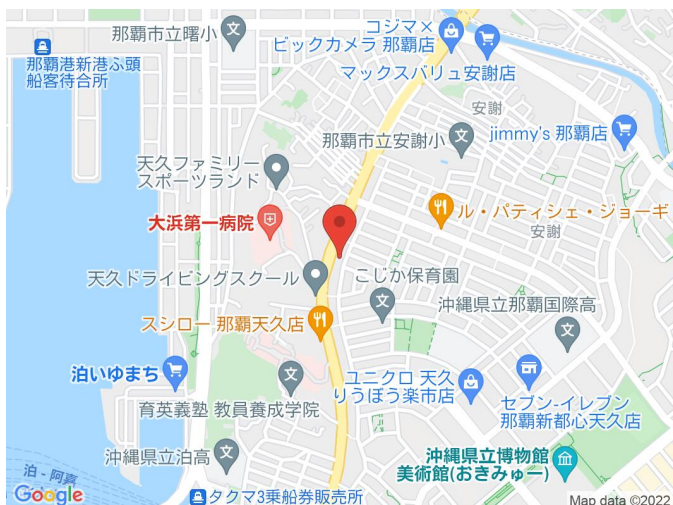 コジマ×
ビックカメラ 那覇店
那覇市立曙小
那覇港新港ふ頭
船客待合所
マックスバリュ安謝店
安謝
那覇市立安謝小
jimmy's 那覇店
天久ファミリー
スポーツランド
大浜第一病院
ル・パティシェ・ジョーギ
安謝
天久ドライビングスクール
こじか保育園
沖縄県立那覇国際高
スシロー 那覇天久店
泊いゆまち
ユニクロ 天久
りうぼう楽市店
育英義塾 教員養成学院
セブン-イレブン
那覇新都心天久店
沖縄県立泊高
沖縄県立博物館
美術館(おきみゅー)
泊 - 阿嘉
Google
タクマ3乗船券販売所
Map data ©2022